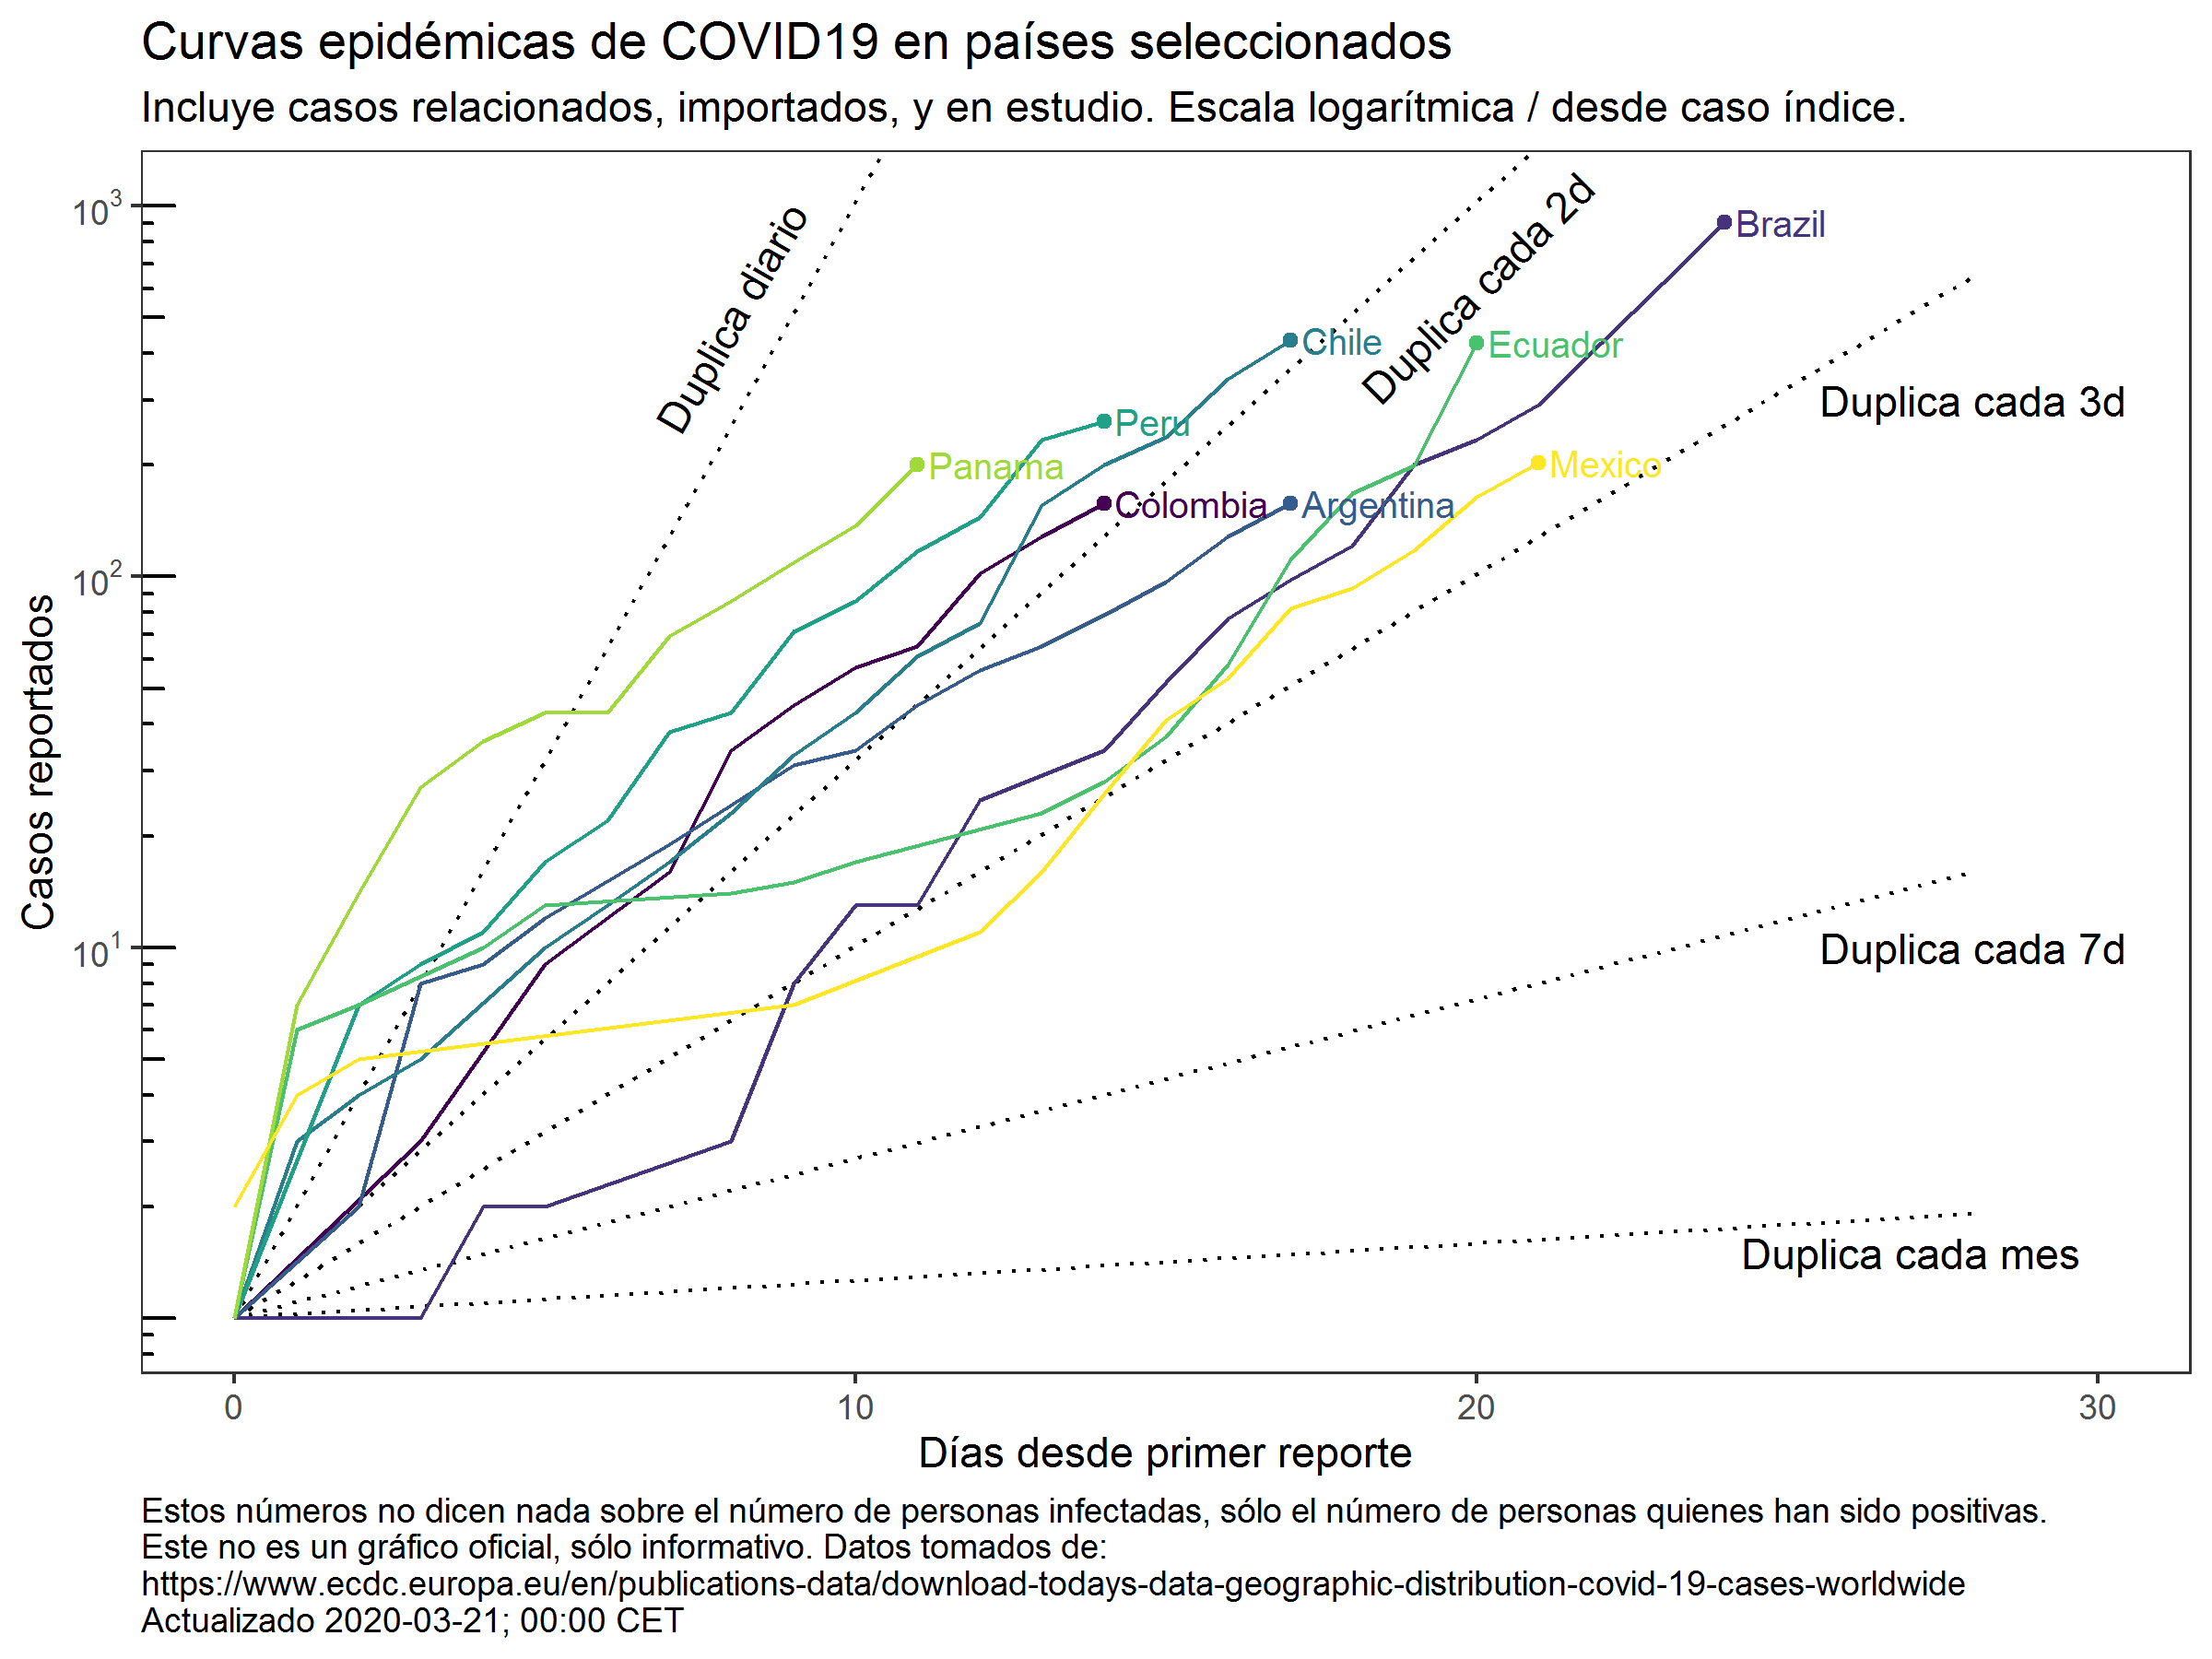 Curvas epidémicas de COVID19 en países seleccionados
Incluye casos relacionados, importados, y en estudio. Escala logarítmica / desde caso índice.
10³
10²
10¹
Casos reportados
Duplica diario
Duplica cada 2d
Brazil
Chile
Ecuador
Duplica cada 3d
Peru
Panama
Mexico
Colombia
Argentina
Duplica cada 7d
Duplica cada mes
0 10 20 30
Días desde primer reporte
Estos números no dicen nada sobre el número de personas infectadas, sólo el número de personas quienes han sido positivas.
Este no es un gráfico oficial, sólo informativo. Datos tomados de:
https://www.ecdc.europa.eu/en/publications-data/download-todays-data-geographic-distribution-covid-19-cases-worldwide
Actualizado 2020-03-21; 00:00 CET